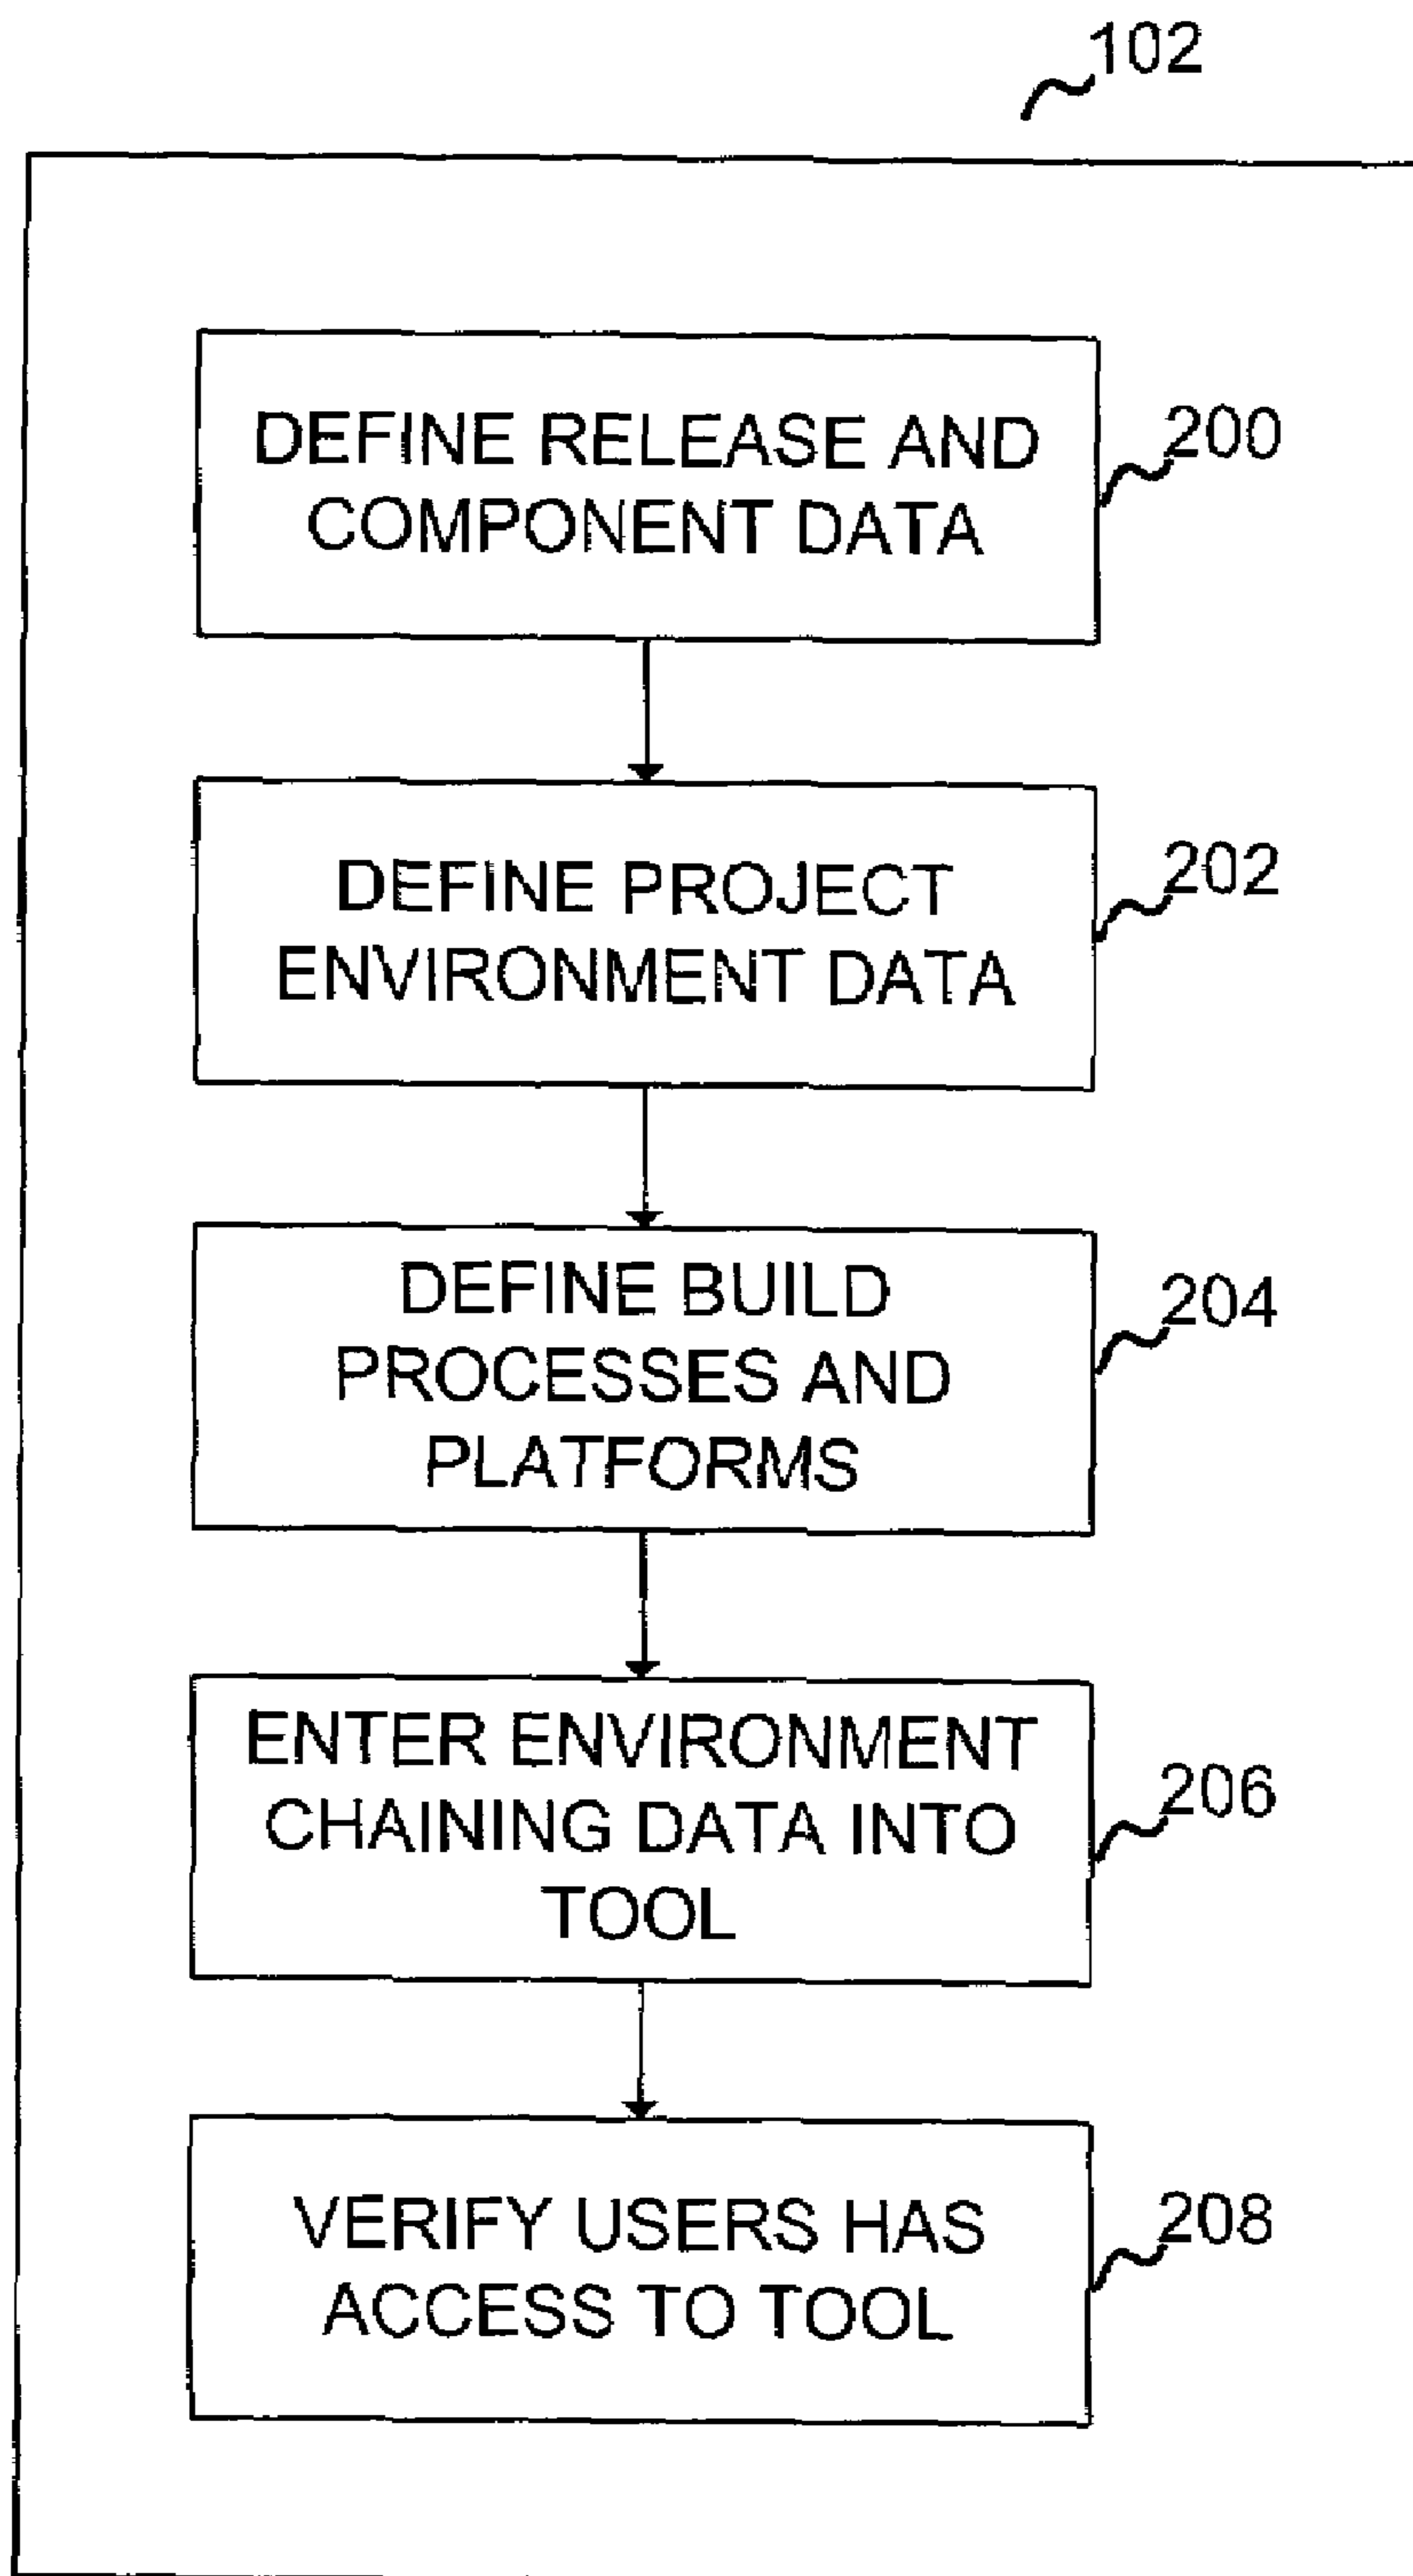 102
DEFINE RELEASE AND
COMPONENT DATA
200
DEFINE PROJECT
ENVIRONMENT DATA
202
DEFINE BUILD
PROCESSES AND
PLATFORMS
204
ENTER ENVIRONMENT
CHAINING DATA INTO
TOOL
206
VERIFY USERS HAS
ACCESS TO TOOL
208